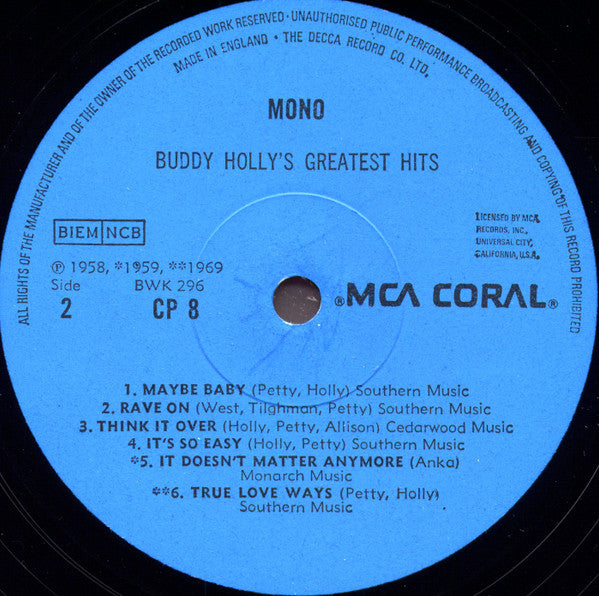 ALL RIGHTS OF THE MANUFACTURER AND OF THE OWNER OF THE RECORDED WORK RESERVED · UNAUTHORISED PUBLIC PERFORMANCE BROADCASTING AND COPYING OF THIS RECORD PROHIBITED
MADE IN ENGLAND · THE DECCA RECORD CO. LTD.
MONO
BUDDY HOLLY'S GREATEST HITS
BIEM NCB
LICENSED BY MCA
RECORDS, INC.,
UNIVERSAL CITY,
CALIFORNIA, U.S.A.
℗ 1958, *1959, **1969
Side BWK 296
2 CP 8
®MCA CORAL®
1. MAYBE BABY (Petty, Holly) Southern Music
2. RAVE ON (West, Tilghman, Petty) Southern Music
3. THINK IT OVER (Holly, Petty, Allison) Cedarwood Music
4. IT'S SO EASY (Holly, Petty) Southern Music
*5. IT DOESN'T MATTER ANYMORE (Anka)
Monarch Music
**6. TRUE LOVE WAYS (Petty, Holly)
Southern Music